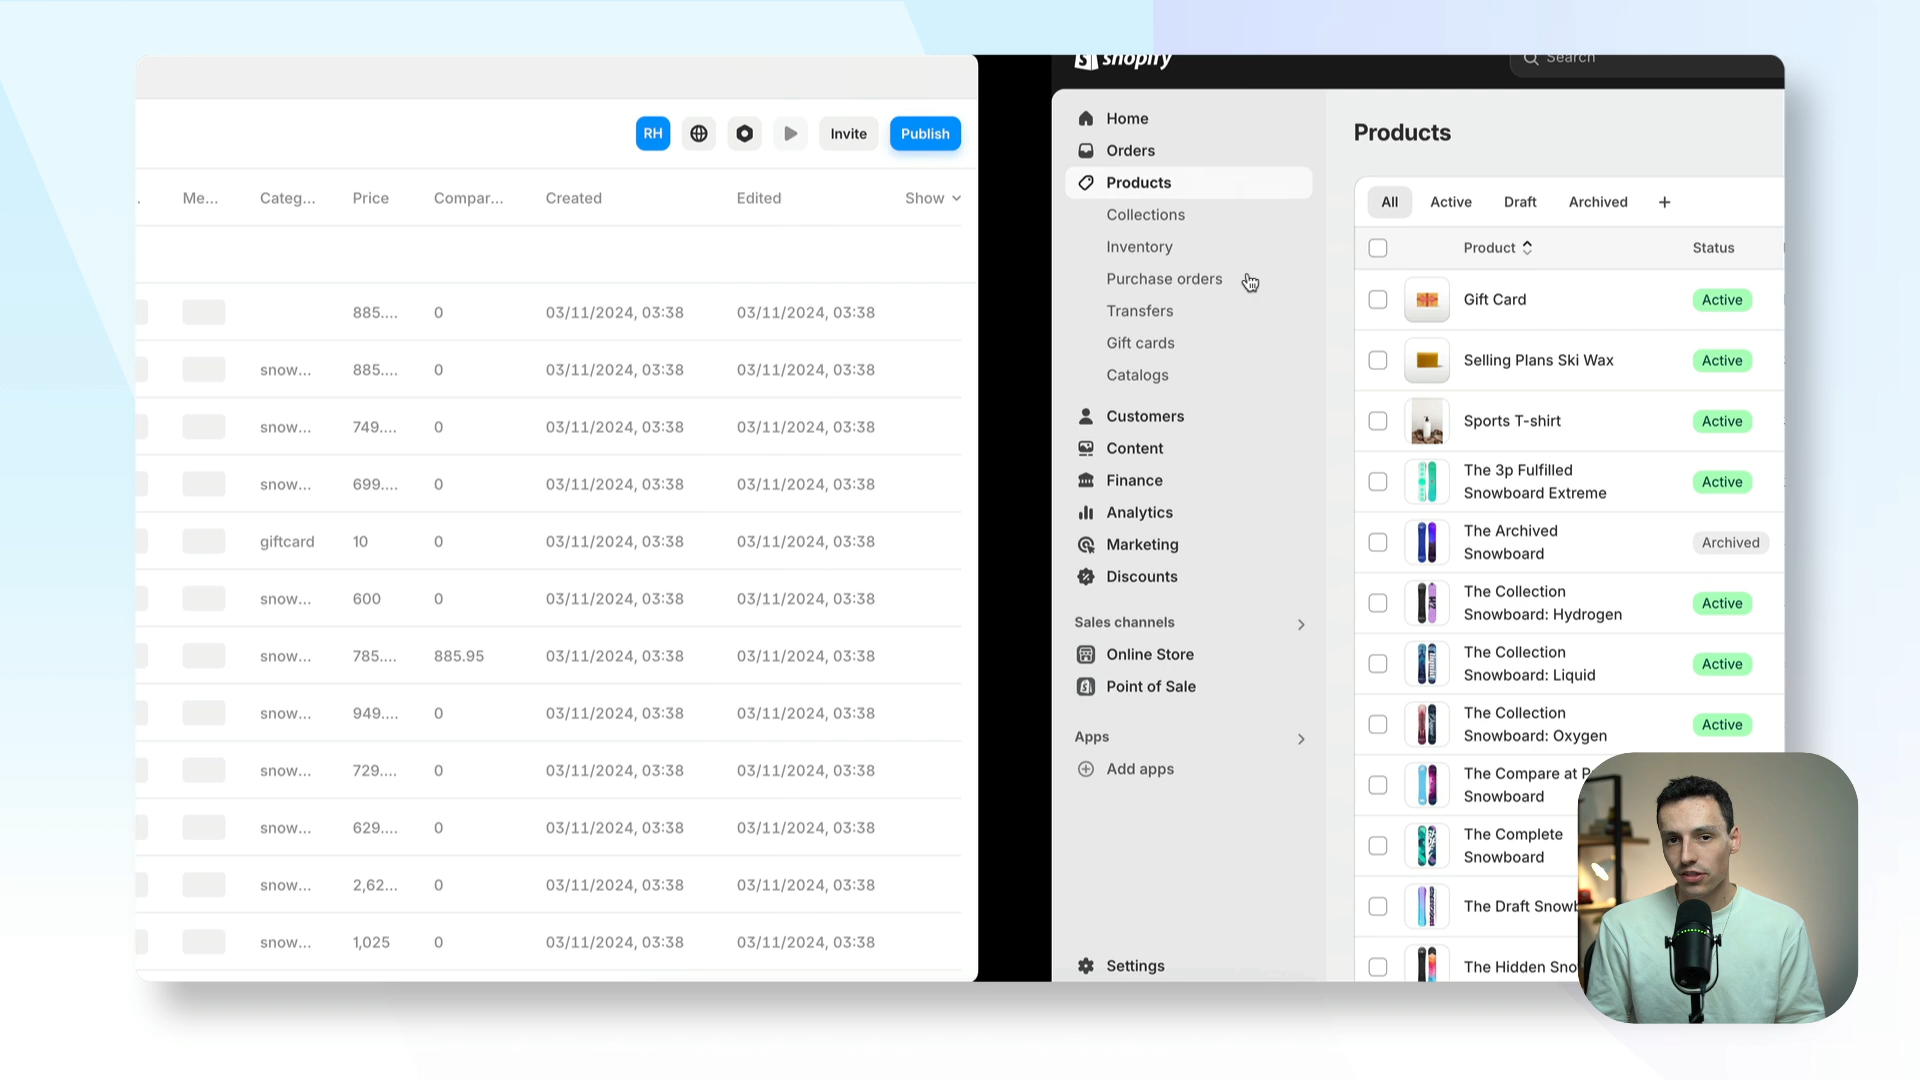 RH
Invite
Publish
Me...
Categ...
Price
Compar...
Created
Edited
Show
885....
0
03/11/2024, 03:38
03/11/2024, 03:38
snow...
885....
0
03/11/2024, 03:38
03/11/2024, 03:38
snow...
749....
0
03/11/2024, 03:38
03/11/2024, 03:38
snow...
699....
0
03/11/2024, 03:38
03/11/2024, 03:38
giftcard
10
0
03/11/2024, 03:38
03/11/2024, 03:38
snow...
600
0
03/11/2024, 03:38
03/11/2024, 03:38
snow...
785....
885.95
03/11/2024, 03:38
03/11/2024, 03:38
snow...
949....
0
03/11/2024, 03:38
03/11/2024, 03:38
snow...
729....
0
03/11/2024, 03:38
03/11/2024, 03:38
snow...
629....
0
03/11/2024, 03:38
03/11/2024, 03:38
snow...
2,62...
0
03/11/2024, 03:38
03/11/2024, 03:38
snow...
1,025
0
03/11/2024, 03:38
03/11/2024, 03:38
shopify
Search
Home
Orders
Products
Collections
Inventory
Purchase orders
Transfers
Gift cards
Catalogs
Customers
Content
Finance
Analytics
Marketing
Discounts
Sales channels
Online Store
Point of Sale
Apps
Add apps
Settings
Products
All
Active
Draft
Archived
+
Product
Status
Gift Card
Active
Selling Plans Ski Wax
Active
Sports T-shirt
Active
The 3p Fulfilled
Snowboard Extreme
Active
The Archived
Snowboard
Archived
The Collection
Snowboard: Hydrogen
Active
The Collection
Snowboard: Liquid
Active
The Collection
Snowboard: Oxygen
Active
The Compare at P
Snowboard
The Complete
Snowboard
The Draft Snowb
The Hidden Sno